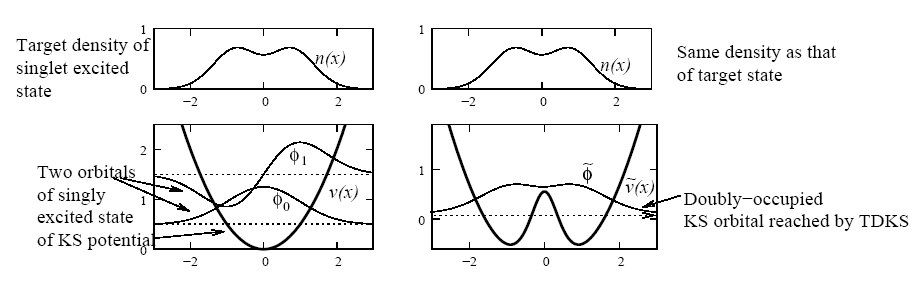 Target density of
singlet excited
state
1
n(x)
0
−2 0 2
1
n(x)
0
−2 0 2
Same density as that
of target state
Two orbitals
of singly
excited state
of KS potential
2
ϕ₁
1
v(x)
ϕ₀
0
−2 0 2
1
ϕ̃
ṽ(x)
0
−2 0 2
Doubly−occupied
KS orbital reached by TDKS